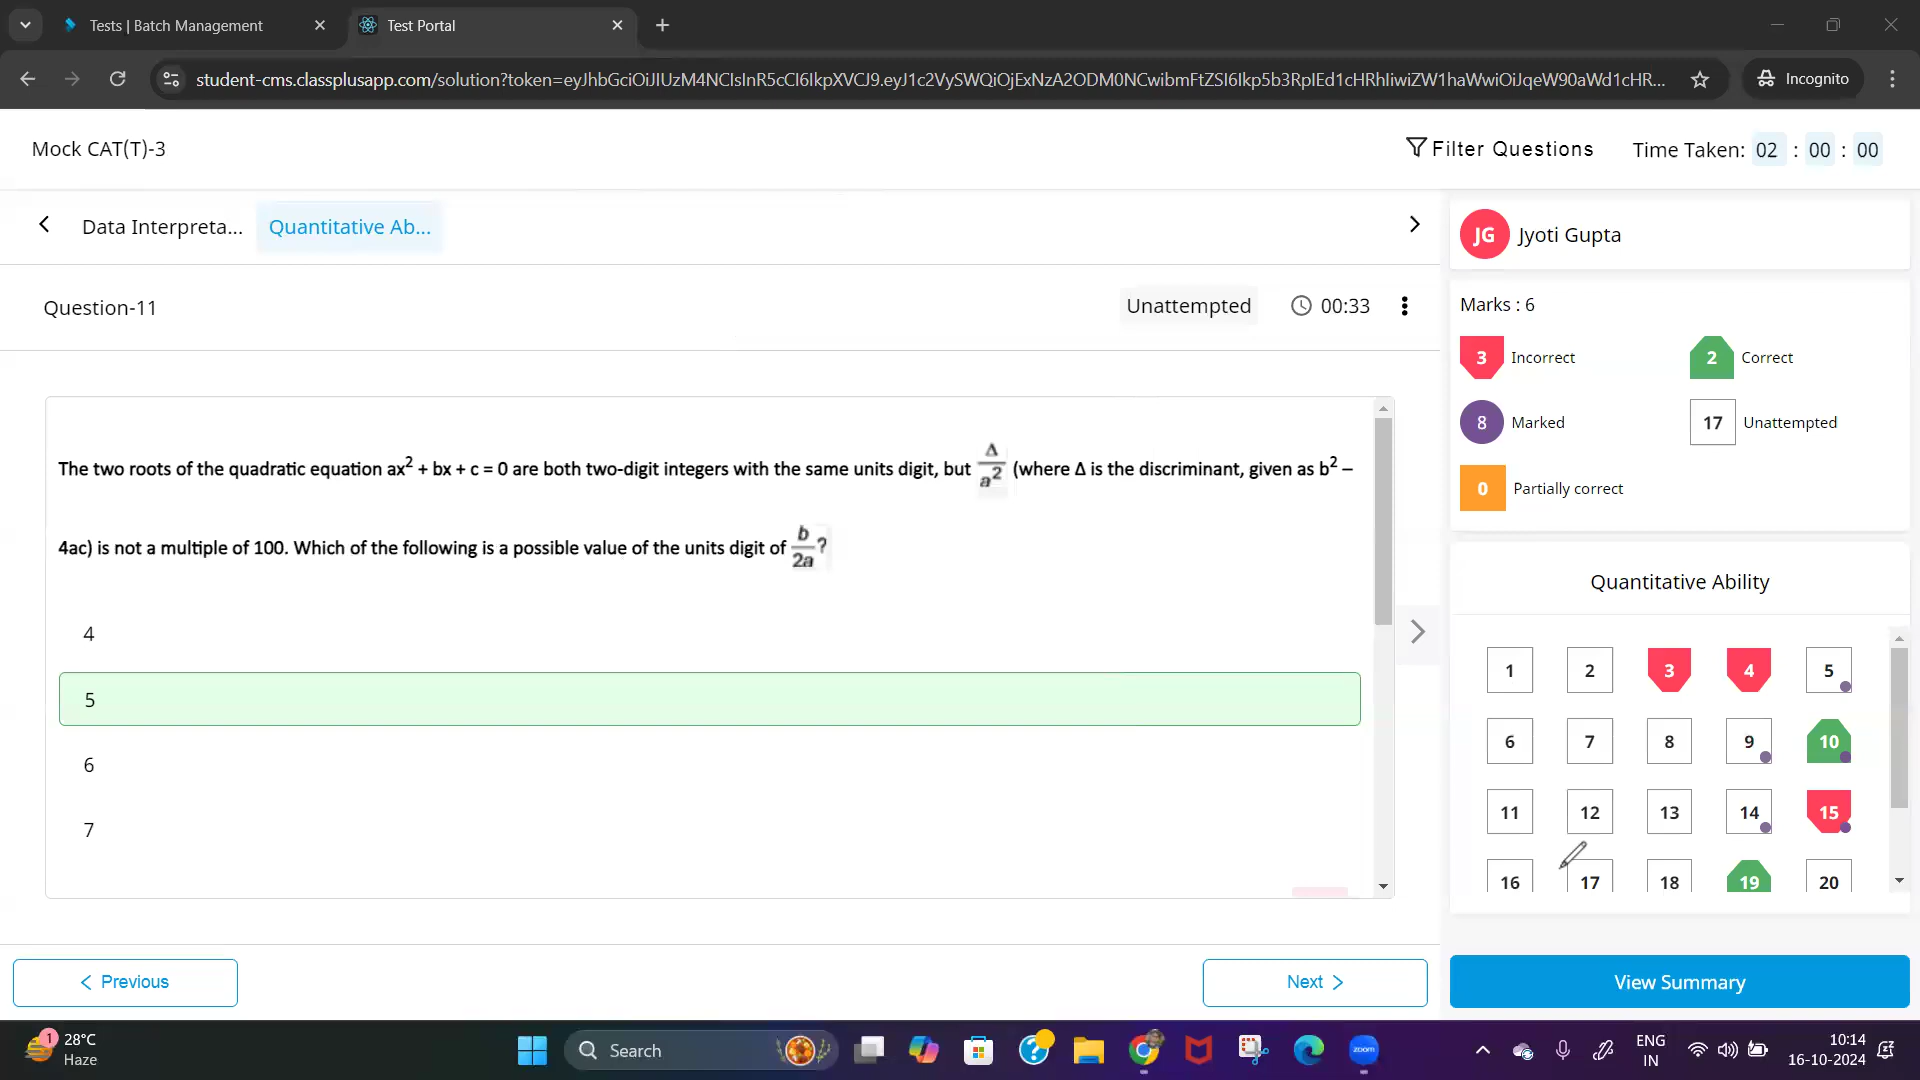 Tests | Batch Management
Test Portal
student-cms.classplusapp.com/solution?token=eyJhbGciOiJIUzM4NCIsInR5cCI6IkpXVCJ9.eyJ1c2VySWQiOjExNzA2ODM0NCwibmFtZSI6Ikp5b3RpIEd1cHRhIiwiZW1haWwiOiJqeW90aWd1cHR...
Incognito
Mock CAT(T)-3
Filter Questions
Time Taken: 02 : 00 : 00
Data Interpreta...
Quantitative Ab...
JG
Jyoti Gupta
Question-11
Unattempted
00:33
Marks : 6
3 Incorrect
2 Correct
8 Marked
17 Unattempted
0 Partially correct
The two roots of the quadratic equation ax² + bx + c = 0 are both two-digit integers with the same units digit, but Δ/a² (where Δ is the discriminant, given as b² –
4ac) is not a multiple of 100. Which of the following is a possible value of the units digit of b/2a?
4
5
6
7
Quantitative Ability
1 2 3 4 5
6 7 8 9 10
11 12 13 14 15
16 17 18 19 20
Previous
Next
View Summary
1
28°C
Haze
Search
zoom
ENG
IN
10:14
16-10-2024